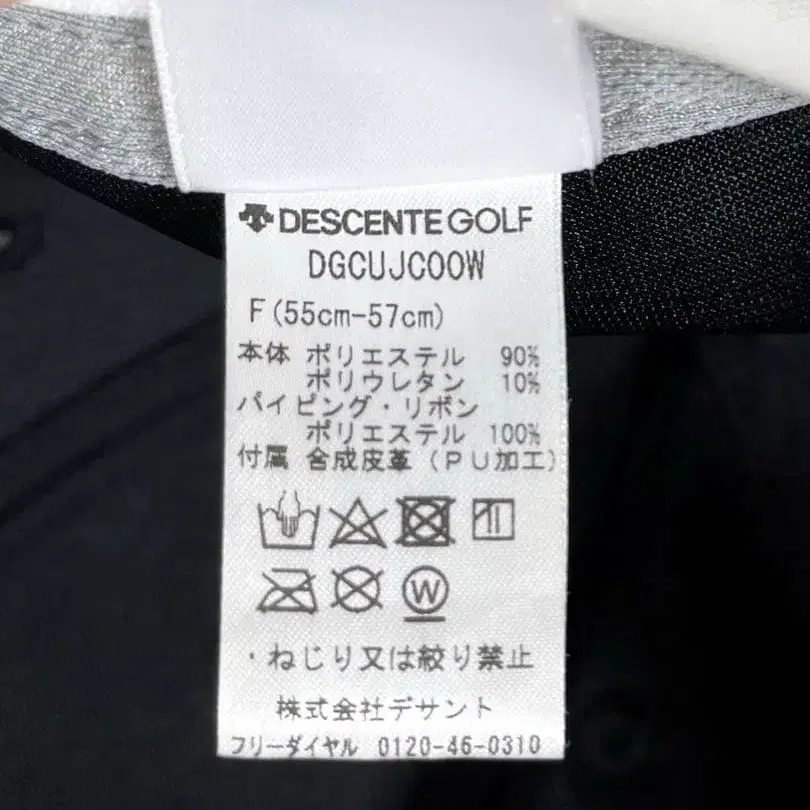 DESCENTE GOLF
DGCUJC00W
F(55cm-57cm)
本体 ポリエステル 90%
ポリウレタン 10%
パイピング・リボン
ポリエステル 100%
付属 合成皮革(PU加工)
W
・ねじり又は絞り禁止
株式会社デサント
フリーダイヤル 0120-46-0310